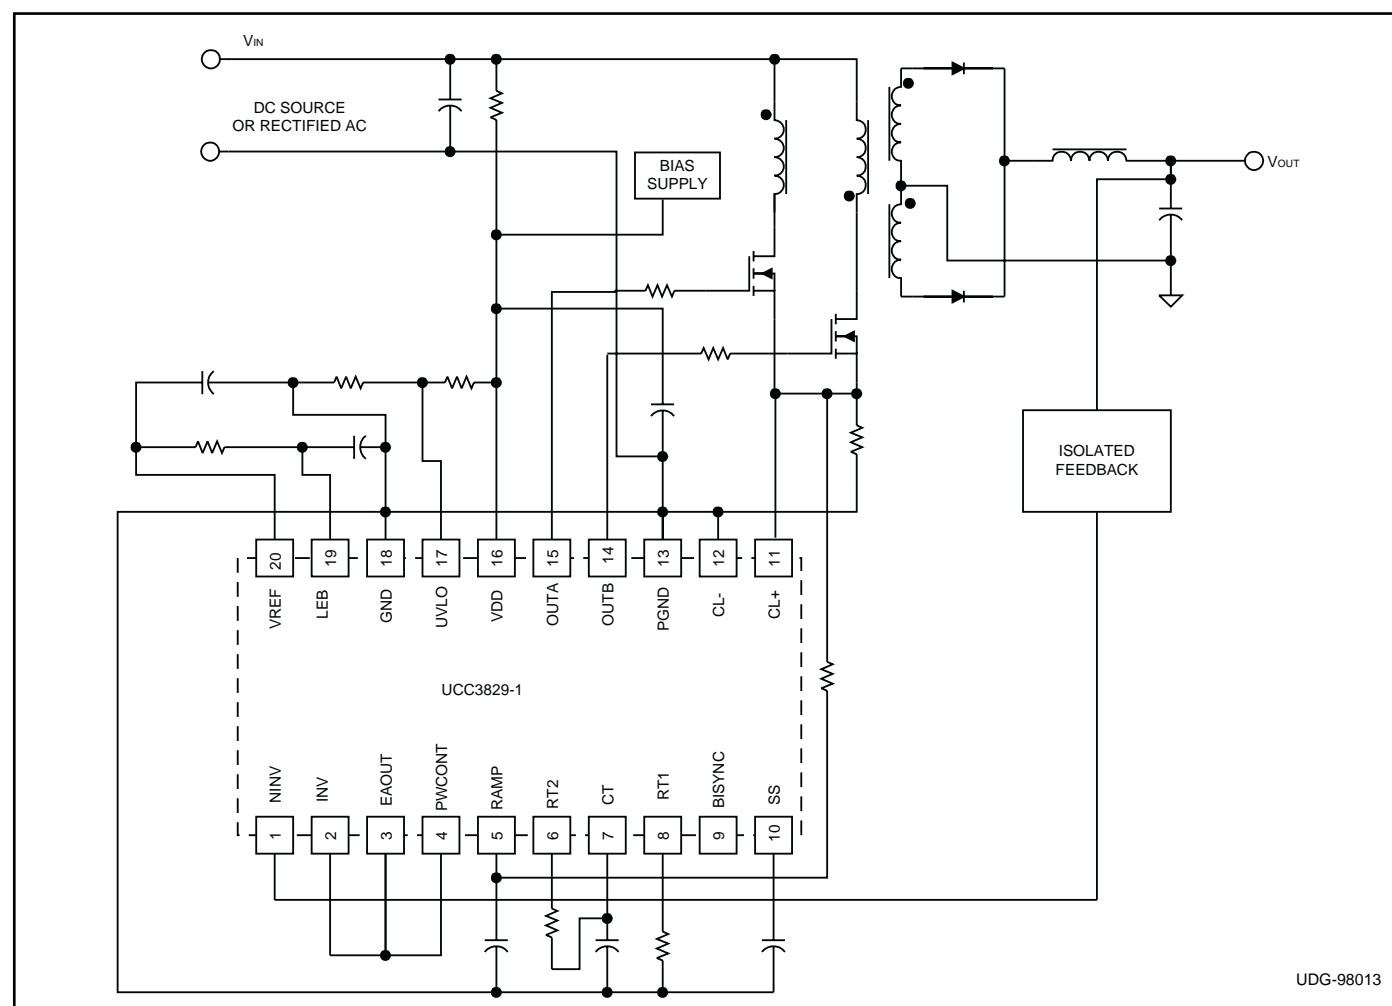 VIN
DC SOURCE
OR RECTIFIED AC
BIAS
SUPPLY
VOUT
ISOLATED
FEEDBACK
20
19
18
17
16
15
14
13
12
11
VREF
LEB
GND
UVLO
VDD
OUTA
OUTB
PGND
CL-
CL+
UCC3829-1
NINV
INV
EAOUT
PWCONT
RAMP
RT2
CT
RT1
BISYNC
SS
1
2
3
4
5
6
7
8
9
10
UDG-98013